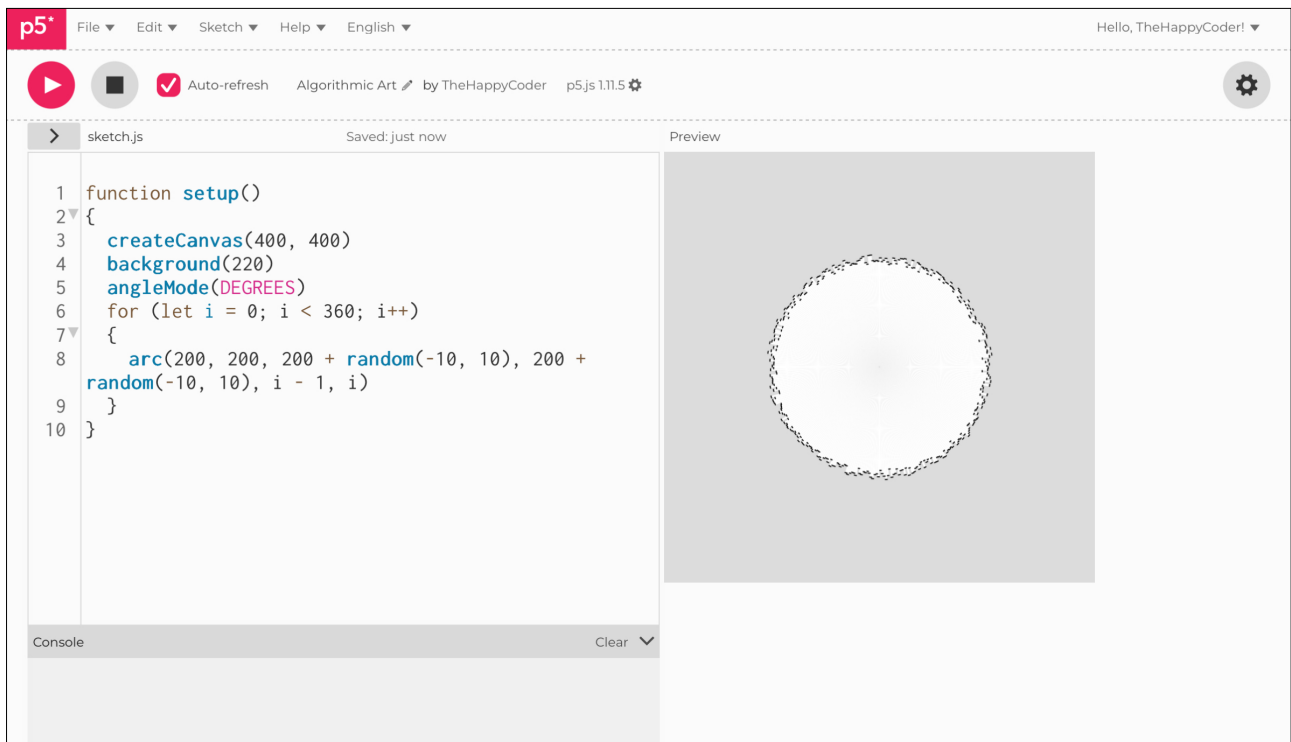 p5* File Edit Sketch Help English Hello, TheHappyCoder!
Auto-refresh Algorithmic Art by TheHappyCoder p5.js 1.11.5
sketch.js Saved: just now Preview
1 function setup()
2 {
3 createCanvas(400, 400)
4 background(220)
5 angleMode(DEGREES)
6 for (let i = 0; i < 360; i++)
7 {
8 arc(200, 200, 200 + random(-10, 10), 200 +
random(-10, 10), i - 1, i)
9 }
10 }
Console Clear